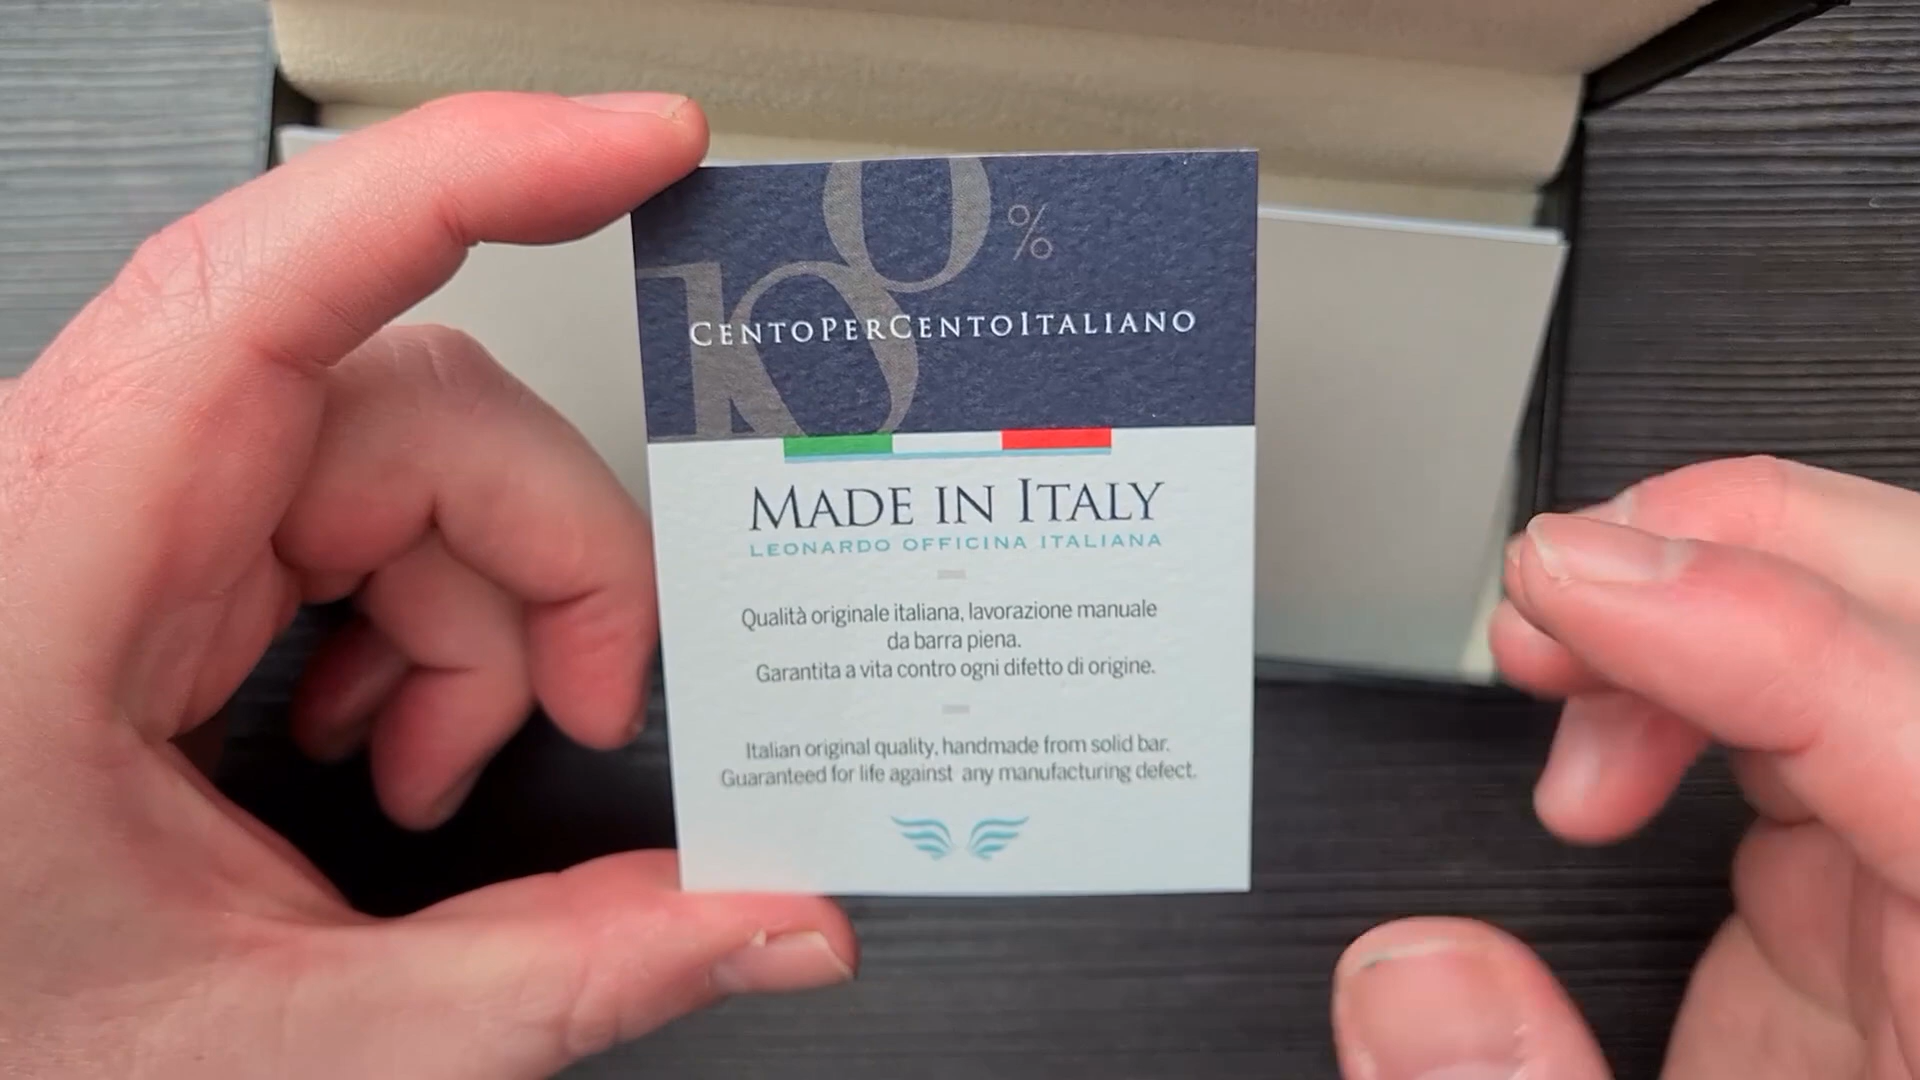 100%
CentoPerCentoItaliano
Made in Italy
LEONARDO OFFICINA ITALIANA
Qualità originale italiana, lavorazione manuale
da barra piena.
Garantita a vita contro ogni difetto di origine.
Italian original quality, handmade from solid bar.
Guaranteed for life against any manufacturing defect.